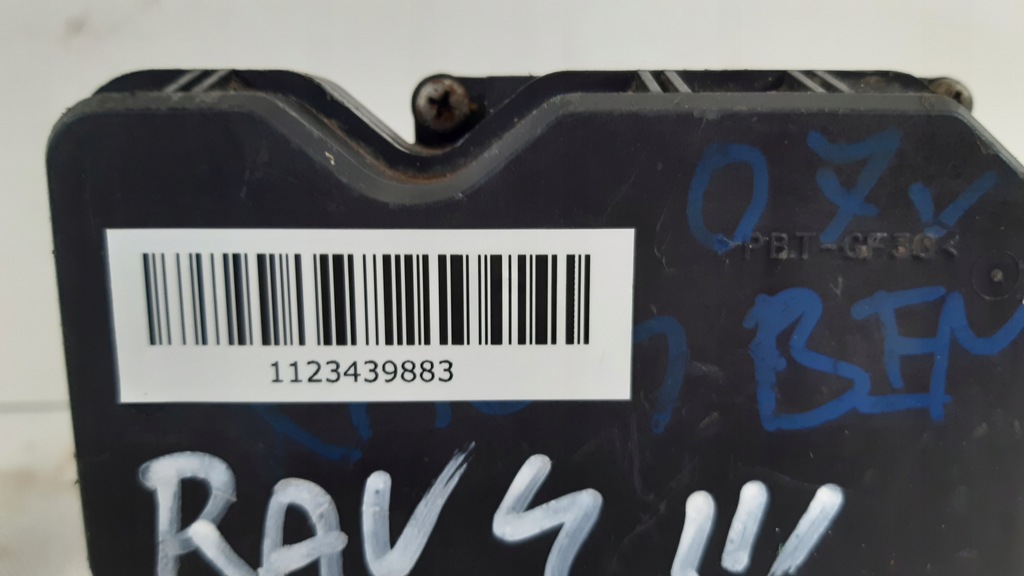 07
>PBT-GF30<
BEN
1123439883
RAV4 III